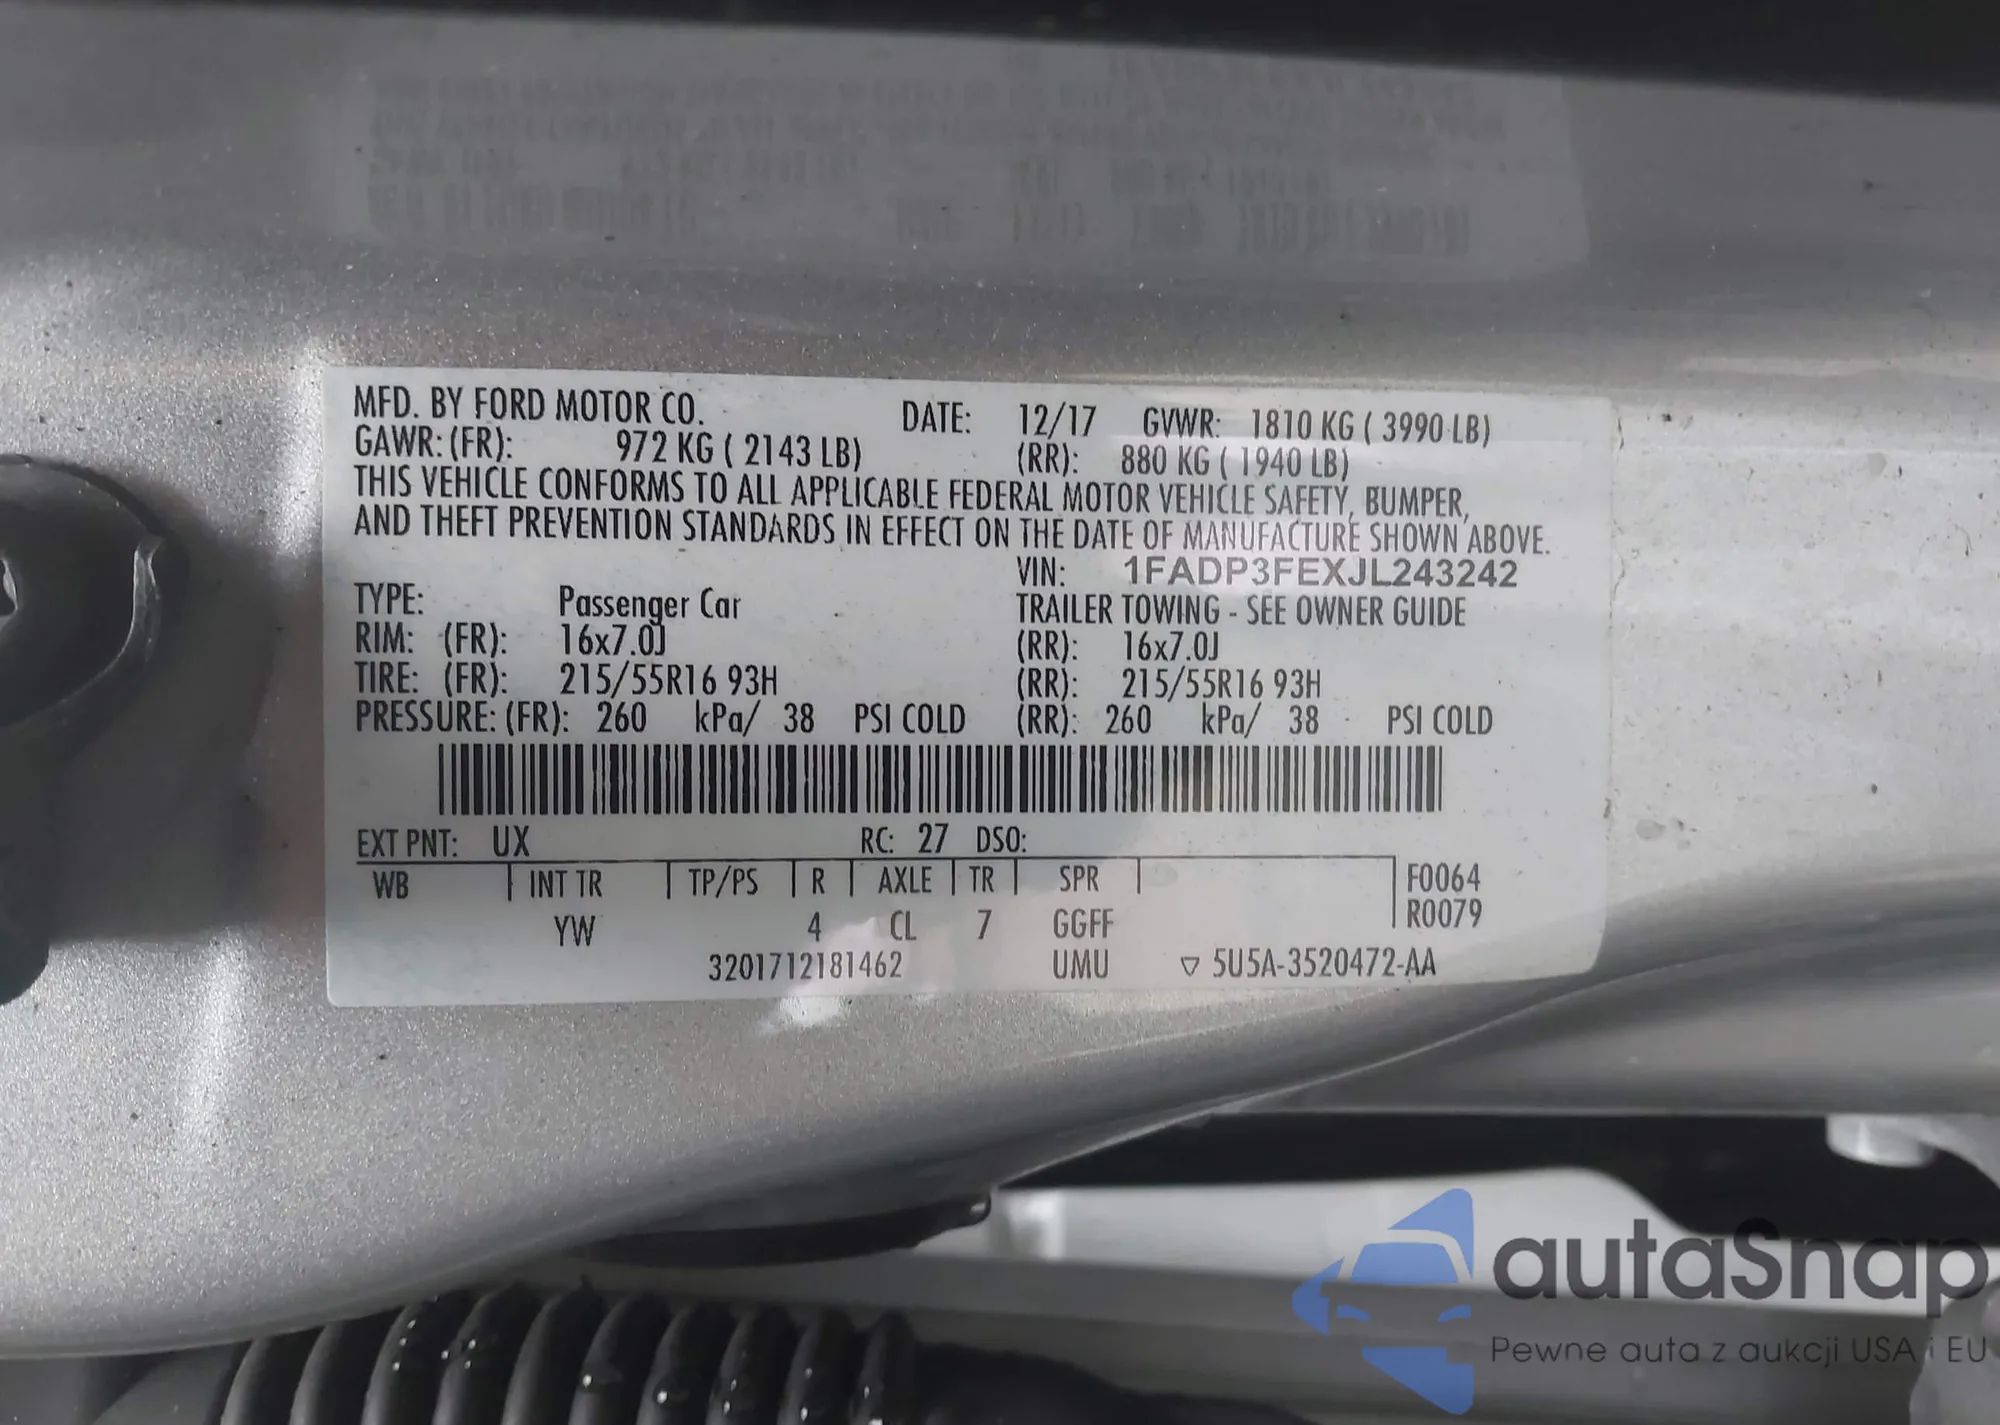 MFD. BY FORD MOTOR CO. DATE: 12/17 GVWR: 1810 KG ( 3990 LB)
GAWR: (FR): 972 KG ( 2143 LB) (RR): 880 KG ( 1940 LB)
THIS VEHICLE CONFORMS TO ALL APPLICABLE FEDERAL MOTOR VEHICLE SAFETY, BUMPER,
AND THEFT PREVENTION STANDARDS IN EFFECT ON THE DATE OF MANUFACTURE SHOWN ABOVE.
VIN: 1FADP3FEXJL243242
TYPE: Passenger Car TRAILER TOWING - SEE OWNER GUIDE
RIM: (FR): 16x7.0J (RR): 16x7.0J
TIRE: (FR): 215/55R16 93H (RR): 215/55R16 93H
PRESSURE: (FR): 260 kPa/ 38 PSI COLD (RR): 260 kPa/ 38 PSI COLD
EXT PNT: UX RC: 27 DSO:
WB | INT TR | TP/PS | R | AXLE | TR | SPR | F0064
YW 4 CL 7 GGFF R0079
3201712181462 UMU ▽ 5U5A-3520472-AA
autaSnap
Pewne auta z aukcji USA i EU